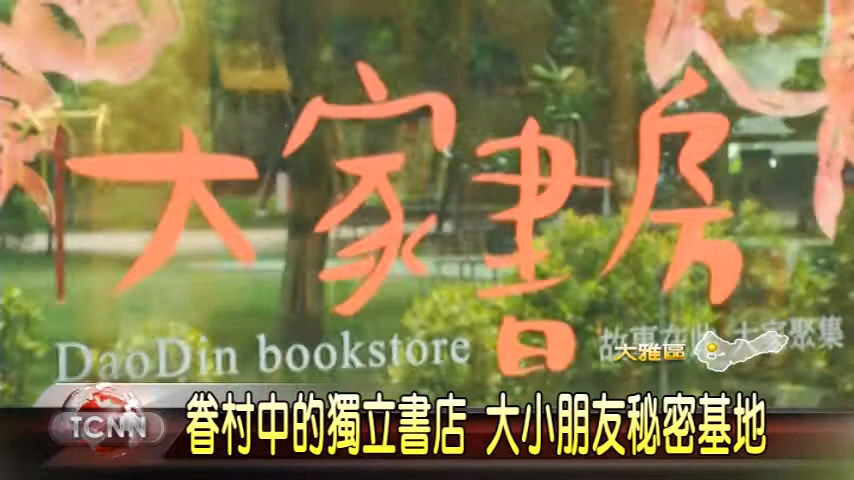 大家書房
DaoDin bookstore
故事在 大家聚集
大雅區
TCNN
眷村中的獨立書店 大小朋友秘密基地